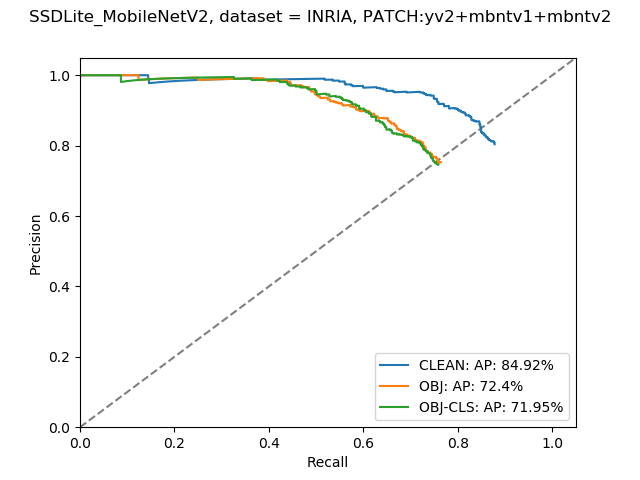 SSDLite_MobileNetV2, dataset = INRIA, PATCH:yv2+mbntv1+mbntv2
1.0
0.8
0.6
0.4
0.2
0.0
Precision
0.0 0.2 0.4 0.6 0.8 1.0
Recall
CLEAN: AP: 84.92%
OBJ: AP: 72.4%
OBJ-CLS: AP: 71.95%